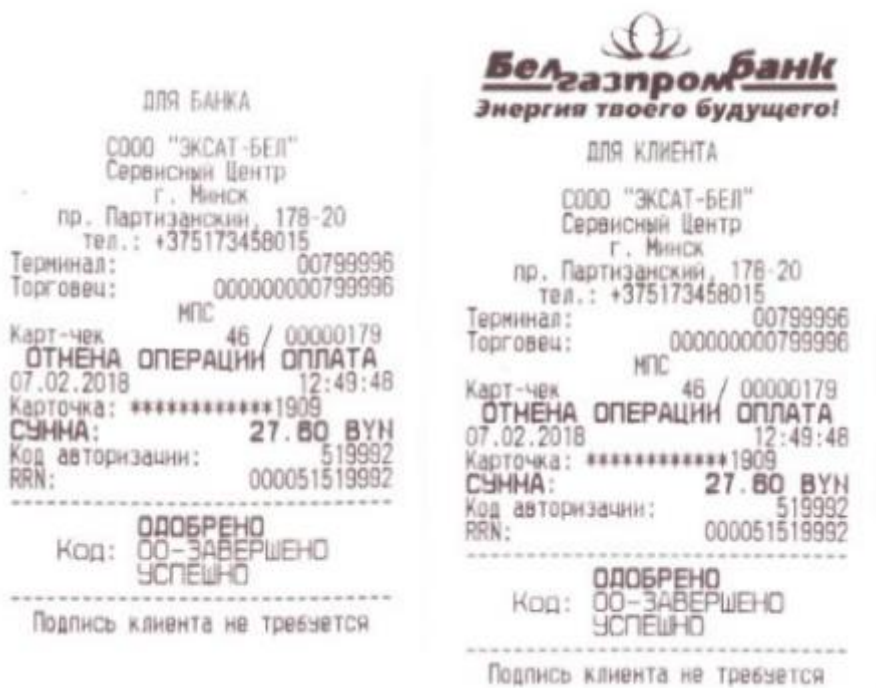 ДЛЯ БАНКА
СООО "ЭКСАТ-БЕЛ"
Сервисный Центр
г. Минск
пр. Партизанский, 178-20
тел.: +375173458015
Терминал: 00799996
Торговец: 000000000799996
МПС
Карт-чек 46 / 00000179
ОТМЕНА ОПЕРАЦИИ ОПЛАТА
07.02.2018 12:49:48
Карточка: ************1909
СУММА: 27.60 BYN
Код авторизации: 519992
RRN: 000051519992
ОДОБРЕНО
Код: 00-ЗАВЕРШЕНО
УСПЕШНО
Подпись клиента не требуется
Белгазпромбанк
Энергия твоего будущего!
ДЛЯ КЛИЕНТА
СООО "ЭКСАТ-БЕЛ"
Сервисный Центр
г. Минск
пр. Партизанский, 178-20
тел.: +375173458015
Терминал: 00799996
Торговец: 000000000799996
МПС
Карт-чек 46 / 00000179
ОТМЕНА ОПЕРАЦИИ ОПЛАТА
07.02.2018 12:49:48
Карточка: ************1909
СУММА: 27.60 BYN
Код авторизации: 519992
RRN: 000051519992
ОДОБРЕНО
Код: 00-ЗАВЕРШЕНО
УСПЕШНО
Подпись клиента не требуется